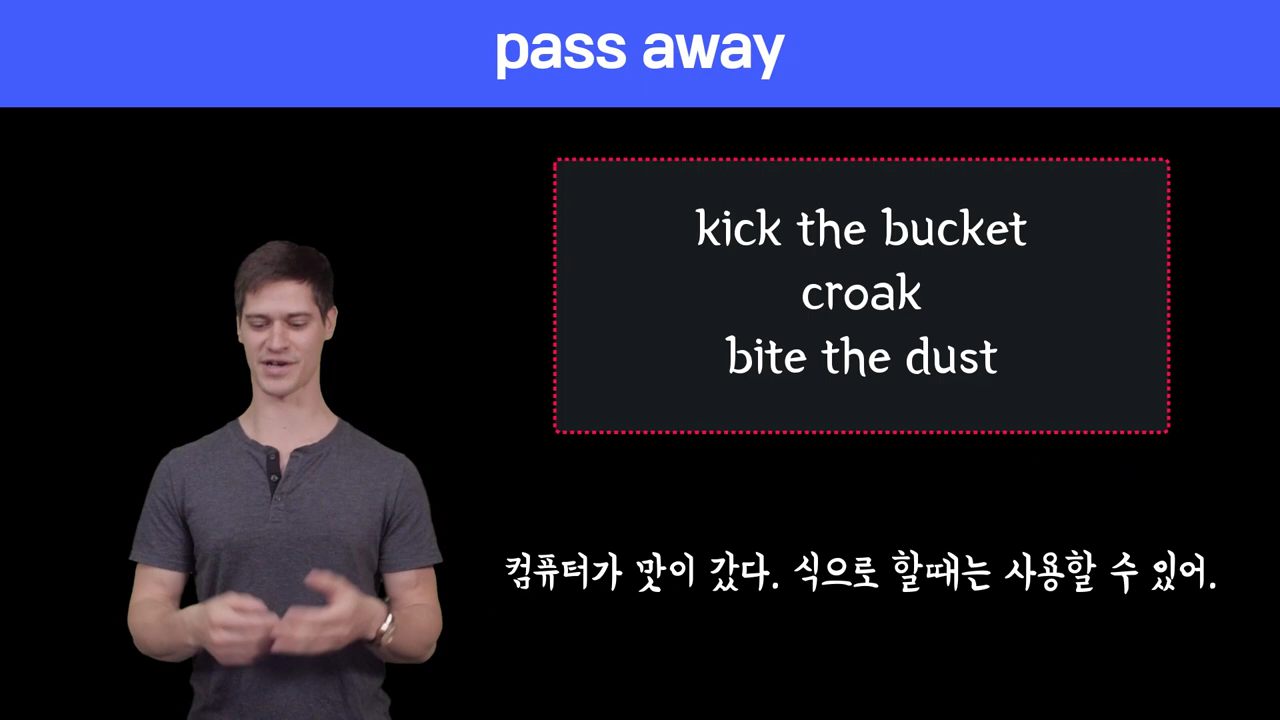 pass away
kick the bucket
croak
bite the dust
컴퓨터가 맛이 갔다. 식으로 할때는 사용할 수 있어.